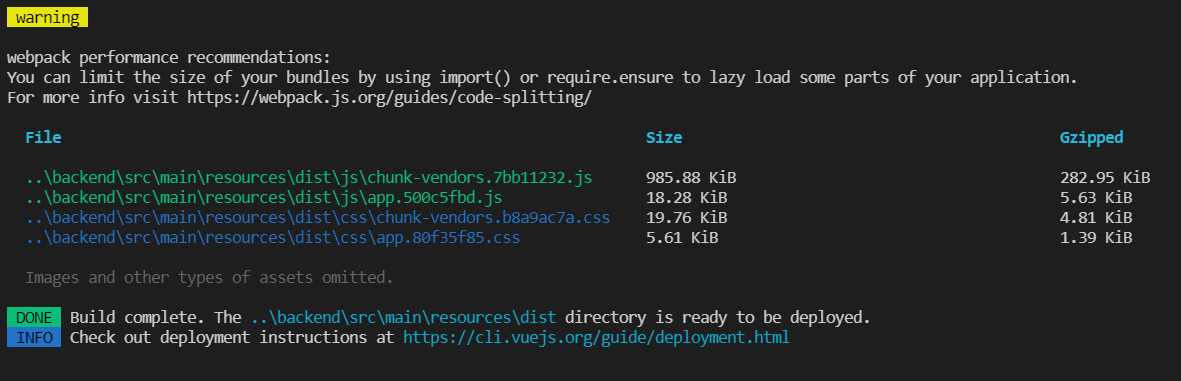 warning
webpack performance recommendations:
You can limit the size of your bundles by using import() or require.ensure to lazy load some parts of your application.
For more info visit https://webpack.js.org/guides/code-splitting/
File Size Gzipped
..\backend\src\main\resources\dist\js\chunk-vendors.7bb11232.js 985.88 KiB 282.95 KiB
..\backend\src\main\resources\dist\js\app.500c5fbd.js 18.28 KiB 5.63 KiB
..\backend\src\main\resources\dist\css\chunk-vendors.b8a9ac7a.css 19.76 KiB 4.81 KiB
..\backend\src\main\resources\dist\css\app.80f35f85.css 5.61 KiB 1.39 KiB
Images and other types of assets omitted.
DONE Build complete. The ..\backend\src\main\resources\dist directory is ready to be deployed.
INFO Check out deployment instructions at https://cli.vuejs.org/guide/deployment.html